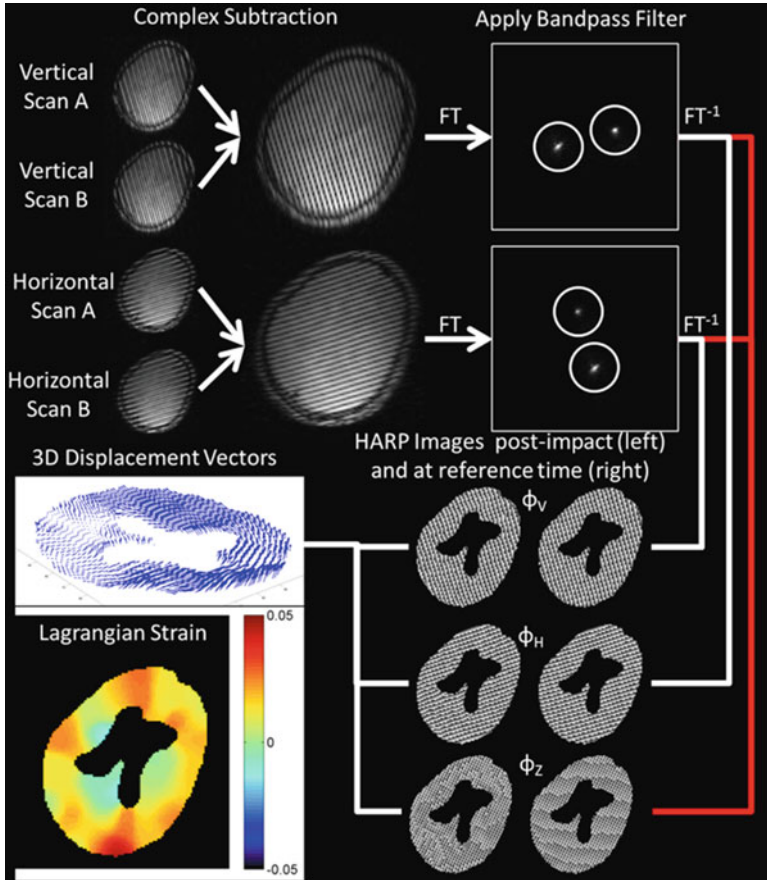 Complex Subtraction
Apply Bandpass Filter
Vertical
Scan A
Vertical
Scan B
FT
FT-1
Horizontal
Scan A
Horizontal
Scan B
FT
FT-1
HARP Images post-impact (left)
and at reference time (right)
3D Displacement Vectors
ϕV
Lagrangian Strain
0.05
0
-0.05
ϕH
ϕZ